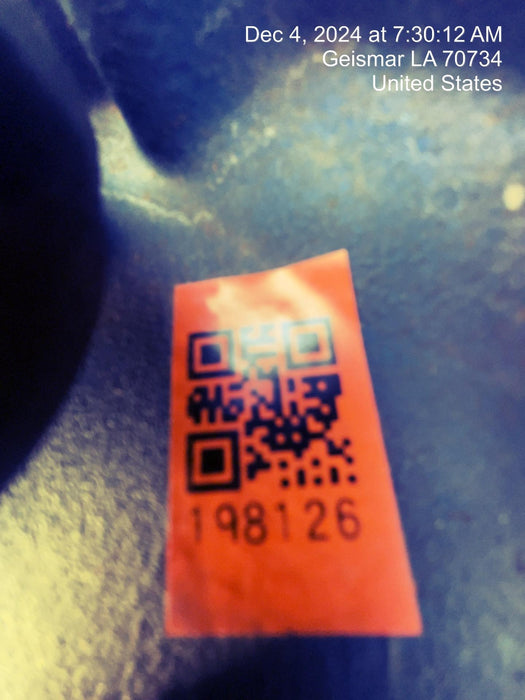 Dec 4, 2024 at 7:30:12 AM
Geismar LA 70734
United States
198126